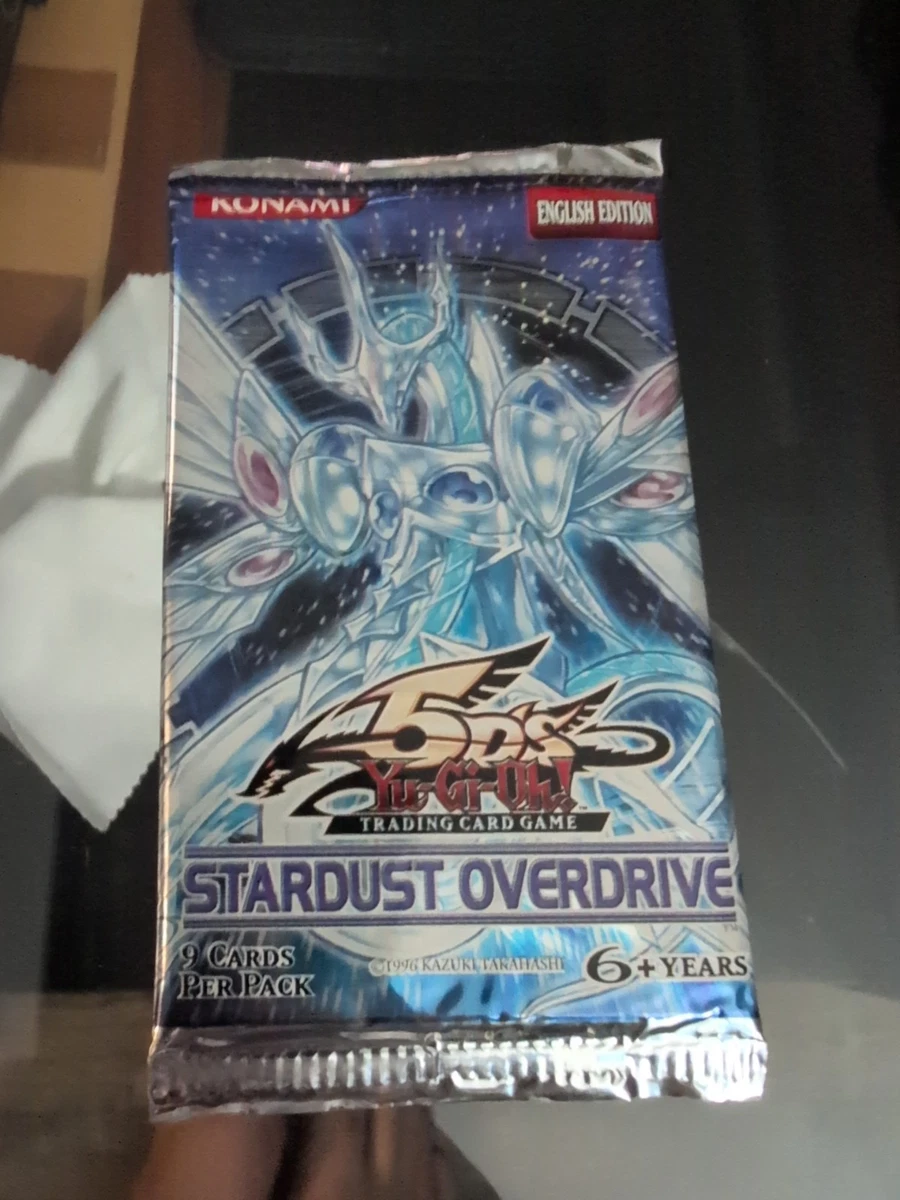 KONAMI
ENGLISH EDITION
5D's
Yu-Gi-Oh!
TRADING CARD GAME
STARDUST OVERDRIVE
TM
9 CARDS
PER PACK
©1996 KAZUKI TAKAHASHI
6+ YEARS